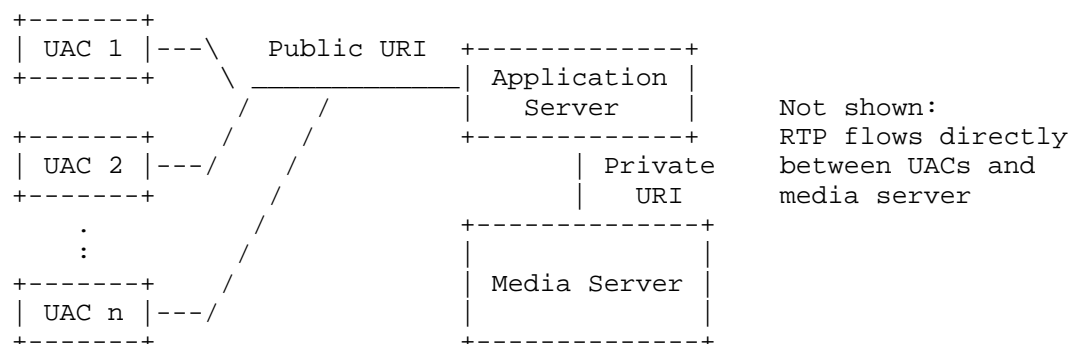 +-------+
| UAC 1 |---\   Public URI  +-------------+
+-------+    \ _____________| Application |
              /    /        |   Server    |    Not shown:
+-------+    /    /         +-------------+    RTP flows directly
| UAC 2 |---/    /                 | Private   between UACs and
+-------+       /                  |   URI     media server
    .          /            +--------------+
    :         /             |              |
+-------+    /              | Media Server |
| UAC n |---/               |              |
+-------+                   +--------------+